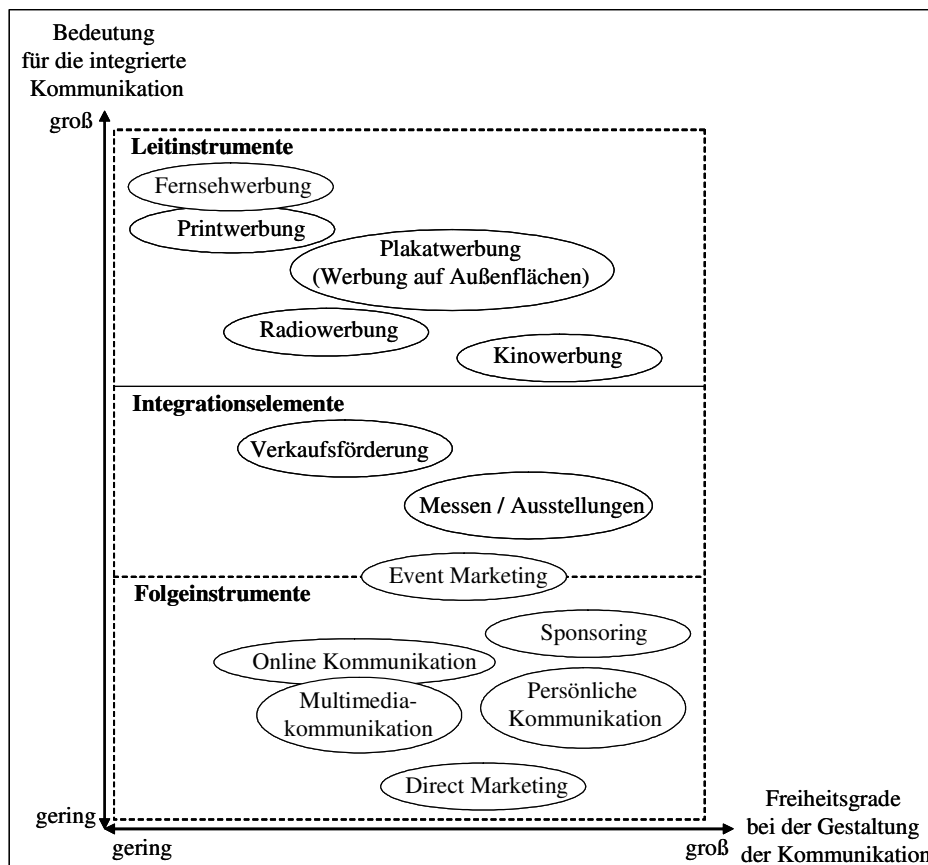 Bedeutung
für die integrierte
Kommunikation
groß
Leitinstrumente
Fernsehwerbung
Printwerbung
Plakatwerbung
(Werbung auf Außenflächen)
Radiowerbung
Kinowerbung
Integrationselemente
Verkaufsförderung
Messen / Ausstellungen
Event Marketing
Folgeinstrumente
Sponsoring
Online Kommunikation
Persönliche
Kommunikation
Multimedia-
kommunikation
Direct Marketing
gering
gering
groß
Freiheitsgrade
bei der Gestaltung
der Kommunikation